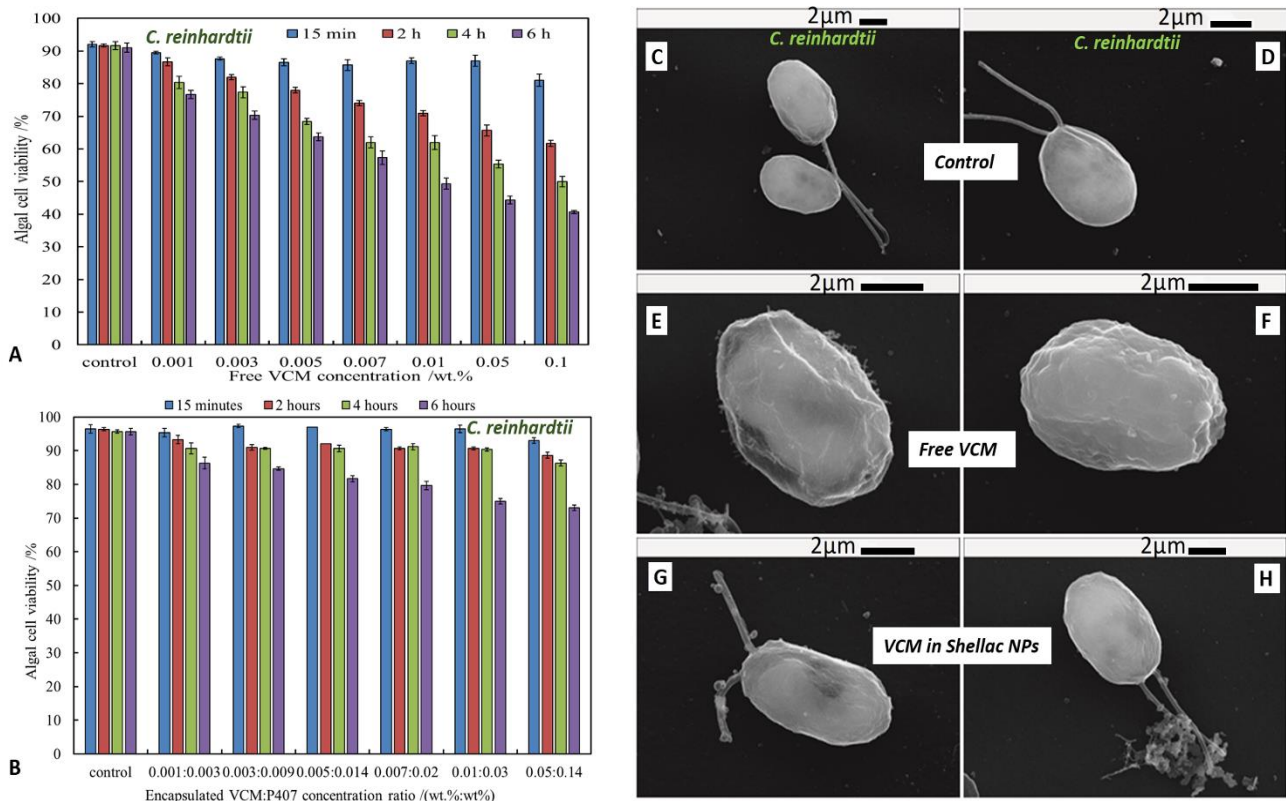 C. reinhardtii
15 min
2 h
4 h
6 h
100
90
80
70
60
50
40
30
20
10
0
Algal cell viability /%
control
0.001
0.003
0.005
0.007
0.01
0.05
0.1
Free VCM concentration /wt.%
A
15 minutes
2 hours
4 hours
6 hours
C. reinhardtii
100
90
80
70
60
50
40
30
20
10
0
Algal cell viability /%
control
0.001:0.003
0.003:0.009
0.005:0.014
0.007:0.02
0.01:0.03
0.05:0.14
Encapsulated VCM:P407 concentration ratio /(wt.%:wt%)
B
2µm
2µm
C. reinhardtii
C. reinhardtii
C
D
Control
2µm
2µm
E
F
Free VCM
2µm
2µm
G
H
VCM in Shellac NPs